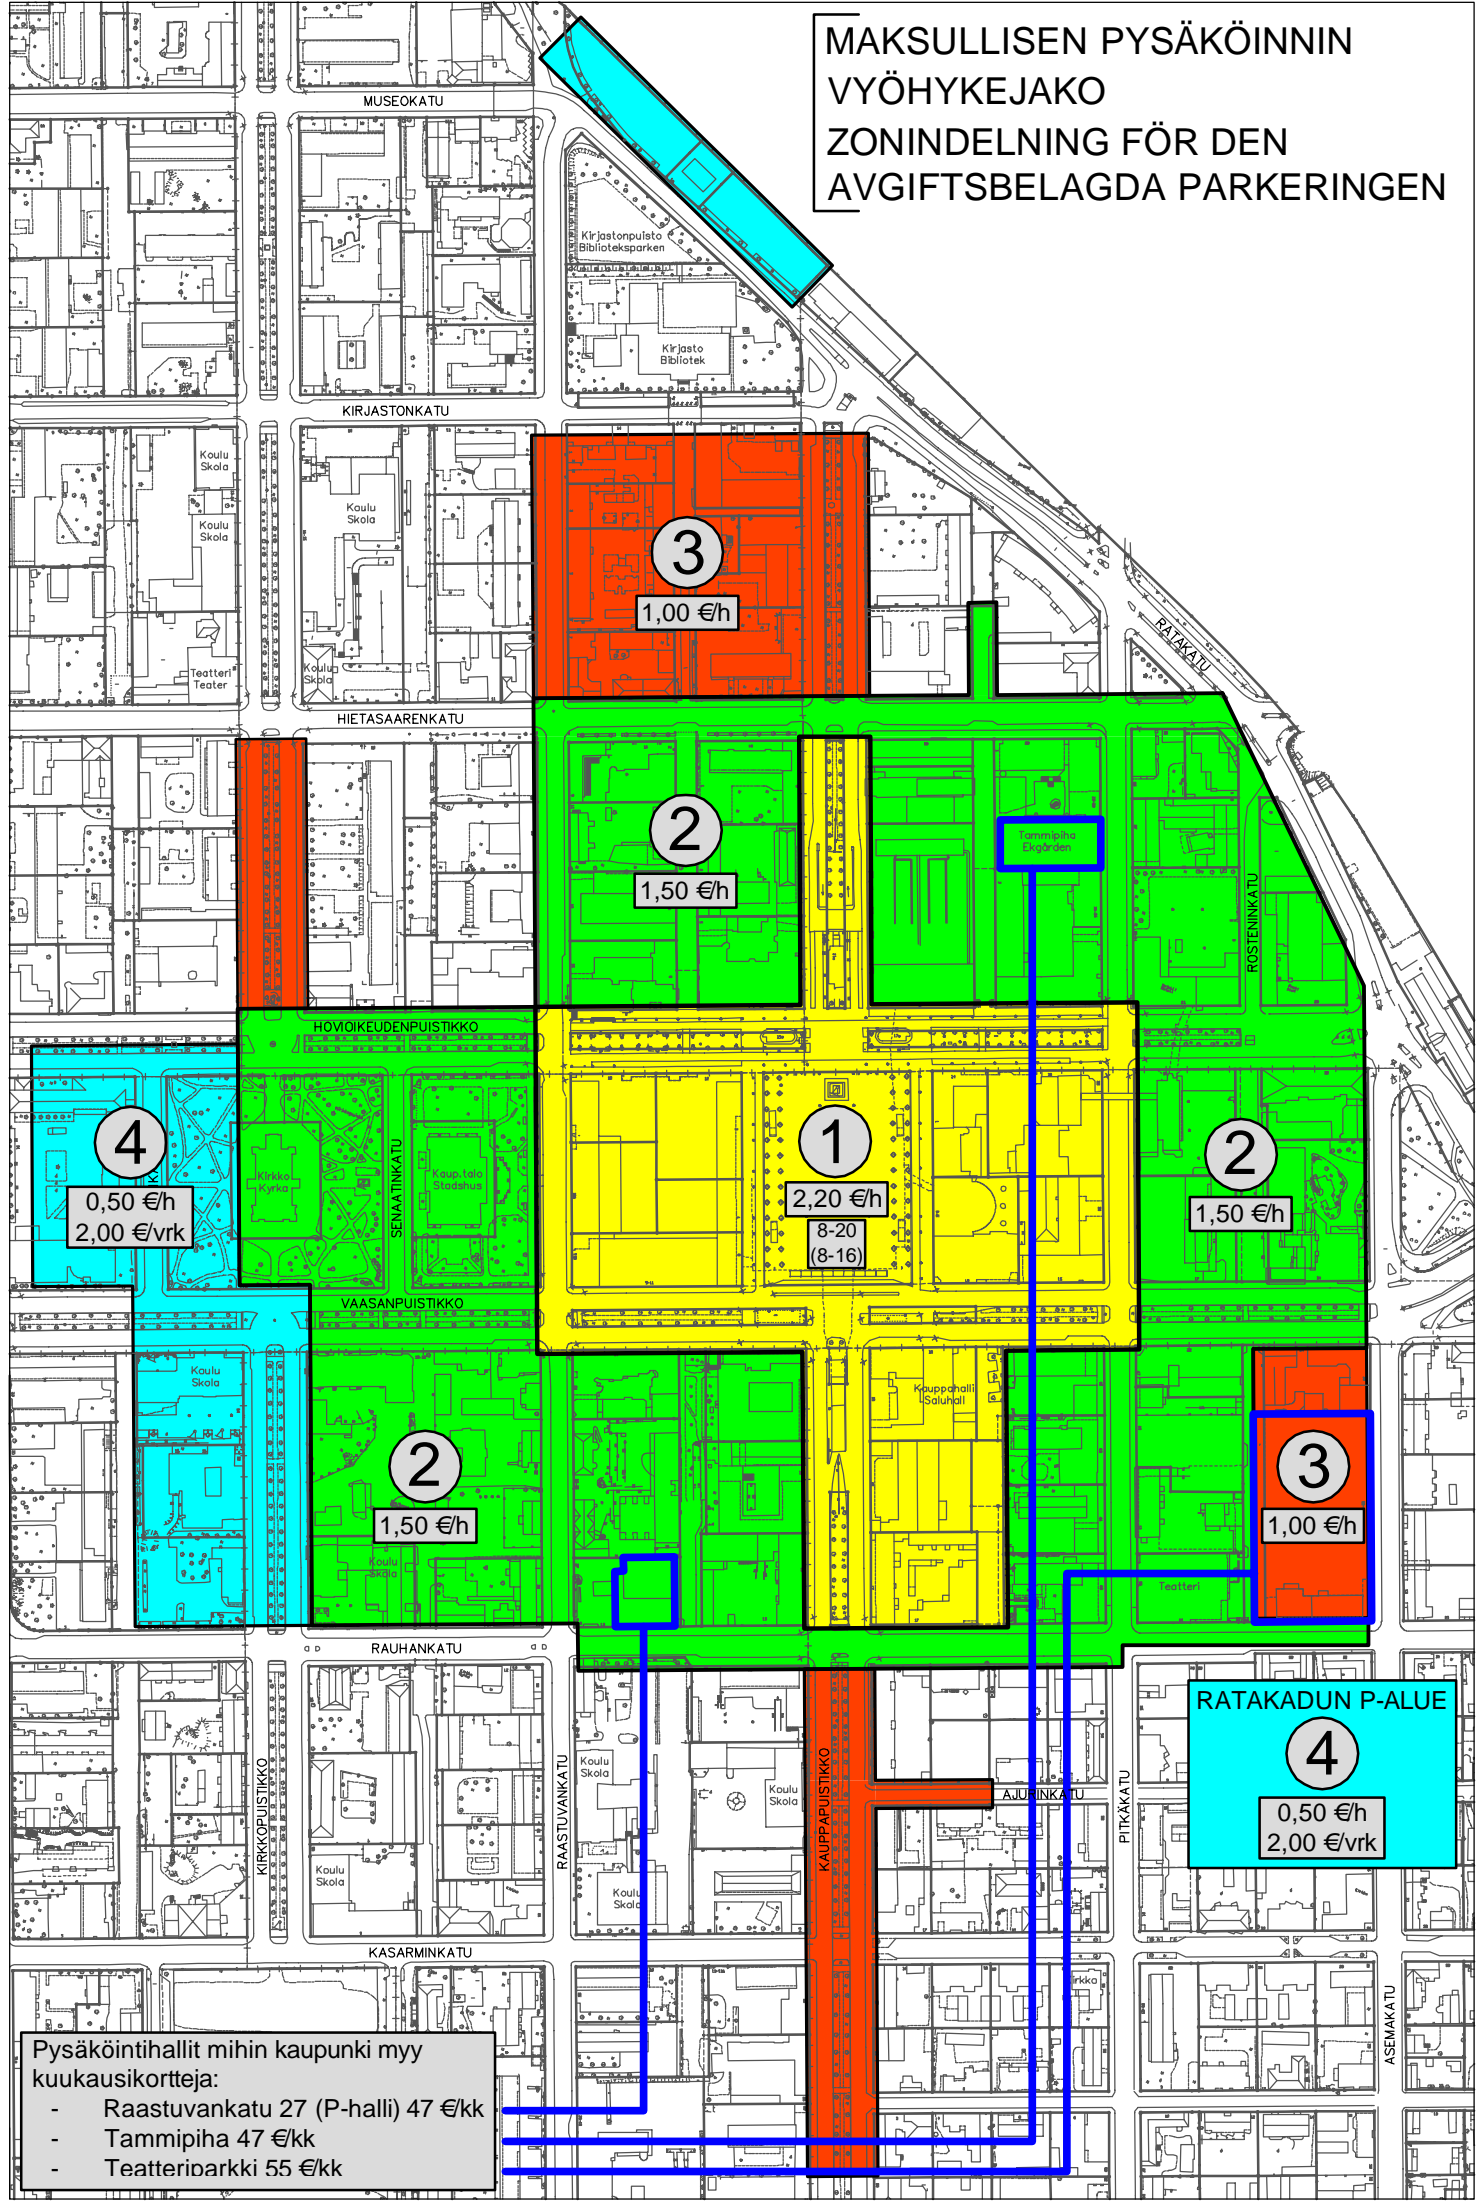 MAKSULLISEN PYSÄKÖINNIN
VYÖHYKEJAKO
ZONINDELNING FÖR DEN
AVGIFTSBELAGDA PARKERINGEN
MUSEOKATU
Kirjastonpuisto
Biblioteksparken
Kirjasto
Bibliotek
KIRJASTONKATU
Koulu
Skola
Koulu
Skola
Koulu
Skola
3
1,00 €/h
RATAKATU
Teatteri
Teater
Koulu
Skola
HIETASAARENKATU
2
1,50 €/h
Tammipiha
Ekgården
ROSTENINKATU
HOVIOIKEUDENPUISTIKKO
4
0,50 €/h
2,00 €/vrk
Kirkko
Kyrka
SENAATINKATU
Kaup.talo
Stadshus
1
2,20 €/h
8-20
(8-16)
2
1,50 €/h
VAASANPUISTIKKO
Koulu
Skola
Kauppahalli
Saluhall
2
1,50 €/h
3
1,00 €/h
Koulu
Skola
Teatteri
RAUHANKATU
RATAKADUN P-ALUE
4
0,50 €/h
2,00 €/vrk
KIRKKOPUISTIKKO
RAASTUVANKATU
Koulu
Skola
Koulu
Skola
KAUPPAPUISTIKKO
AJURINKATU
PITKÄKATU
Koulu
Skola
Koulu
Skola
KASARMINKATU
ASEMAKATU
Pysäköintihallit mihin kaupunki myy
kuukausikortteja:
- Raastuvankatu 27 (P-halli) 47 €/kk
- Tammipiha 47 €/kk
- Teatteriparkki 55 €/kk